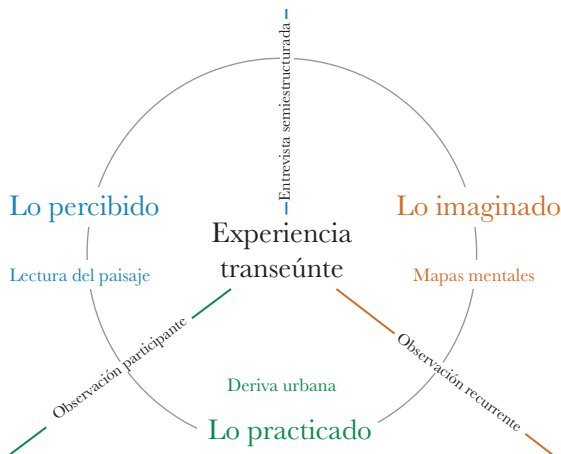 Entrevista semiestructurada
Lo percibido
Lo imaginado
Experiencia
transeúnte
Lectura del paisaje
Mapas mentales
Observación participante
Observación recurrente
Deriva urbana
Lo practicado